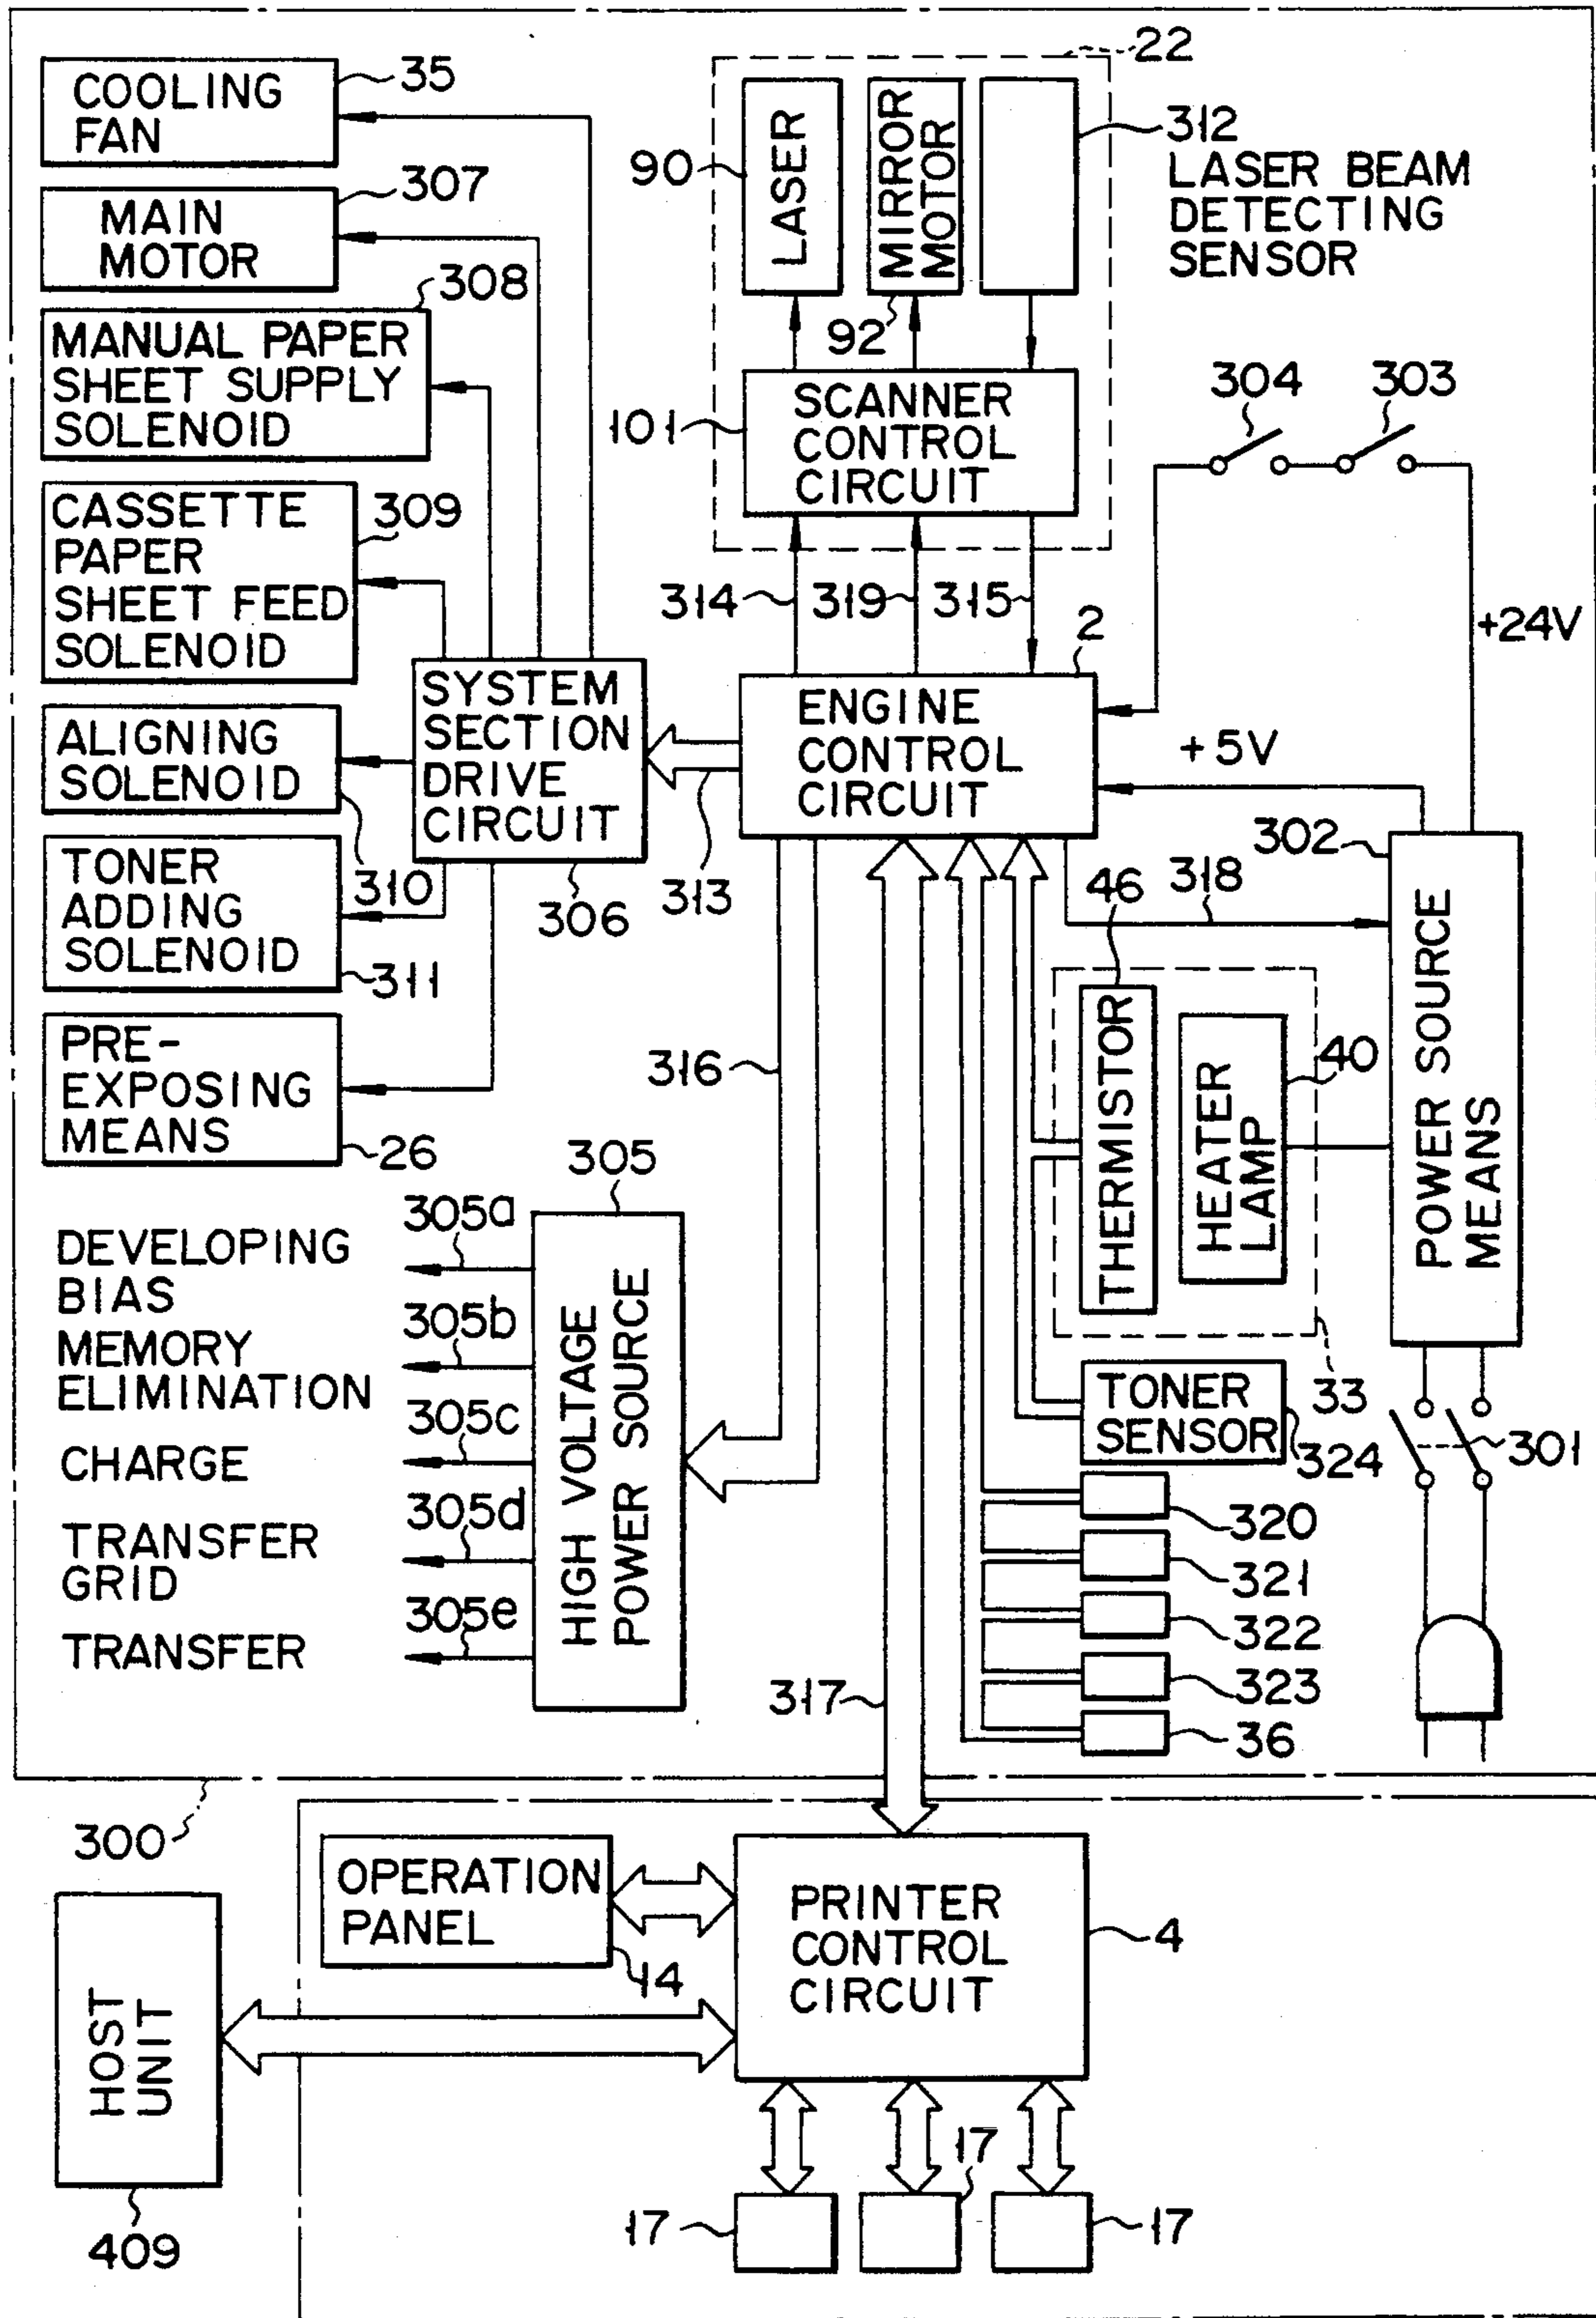 COOLING
FAN
35
MAIN
MOTOR
307
MANUAL PAPER
SHEET SUPPLY
SOLENOID
308
CASSETTE
PAPER
SHEET FEED
SOLENOID
309
ALIGNING
SOLENOID
310
TONER
ADDING
SOLENOID
311
PRE-
EXPOSING
MEANS
26
SYSTEM
SECTION
DRIVE
CIRCUIT
306
22
LASER
90
MIRROR
MOTOR
92
312
LASER BEAM
DETECTING
SENSOR
SCANNER
CONTROL
CIRCUIT
101
314
319
315
304
303
+24V
2
ENGINE
CONTROL
CIRCUIT
313
+5V
302
318
POWER SOURCE
MEANS
46
THERMISTOR
HEATER
LAMP
40
33
316
305
HIGH VOLTAGE
POWER SOURCE
DEVELOPING
BIAS
305a
MEMORY
ELIMINATION
305b
CHARGE
305c
TRANSFER
GRID
305d
TRANSFER
305e
TONER
SENSOR
324
301
320
321
322
323
36
317
300
OPERATION
PANEL
14
PRINTER
CONTROL
CIRCUIT
4
HOST
UNIT
409
17
17
17